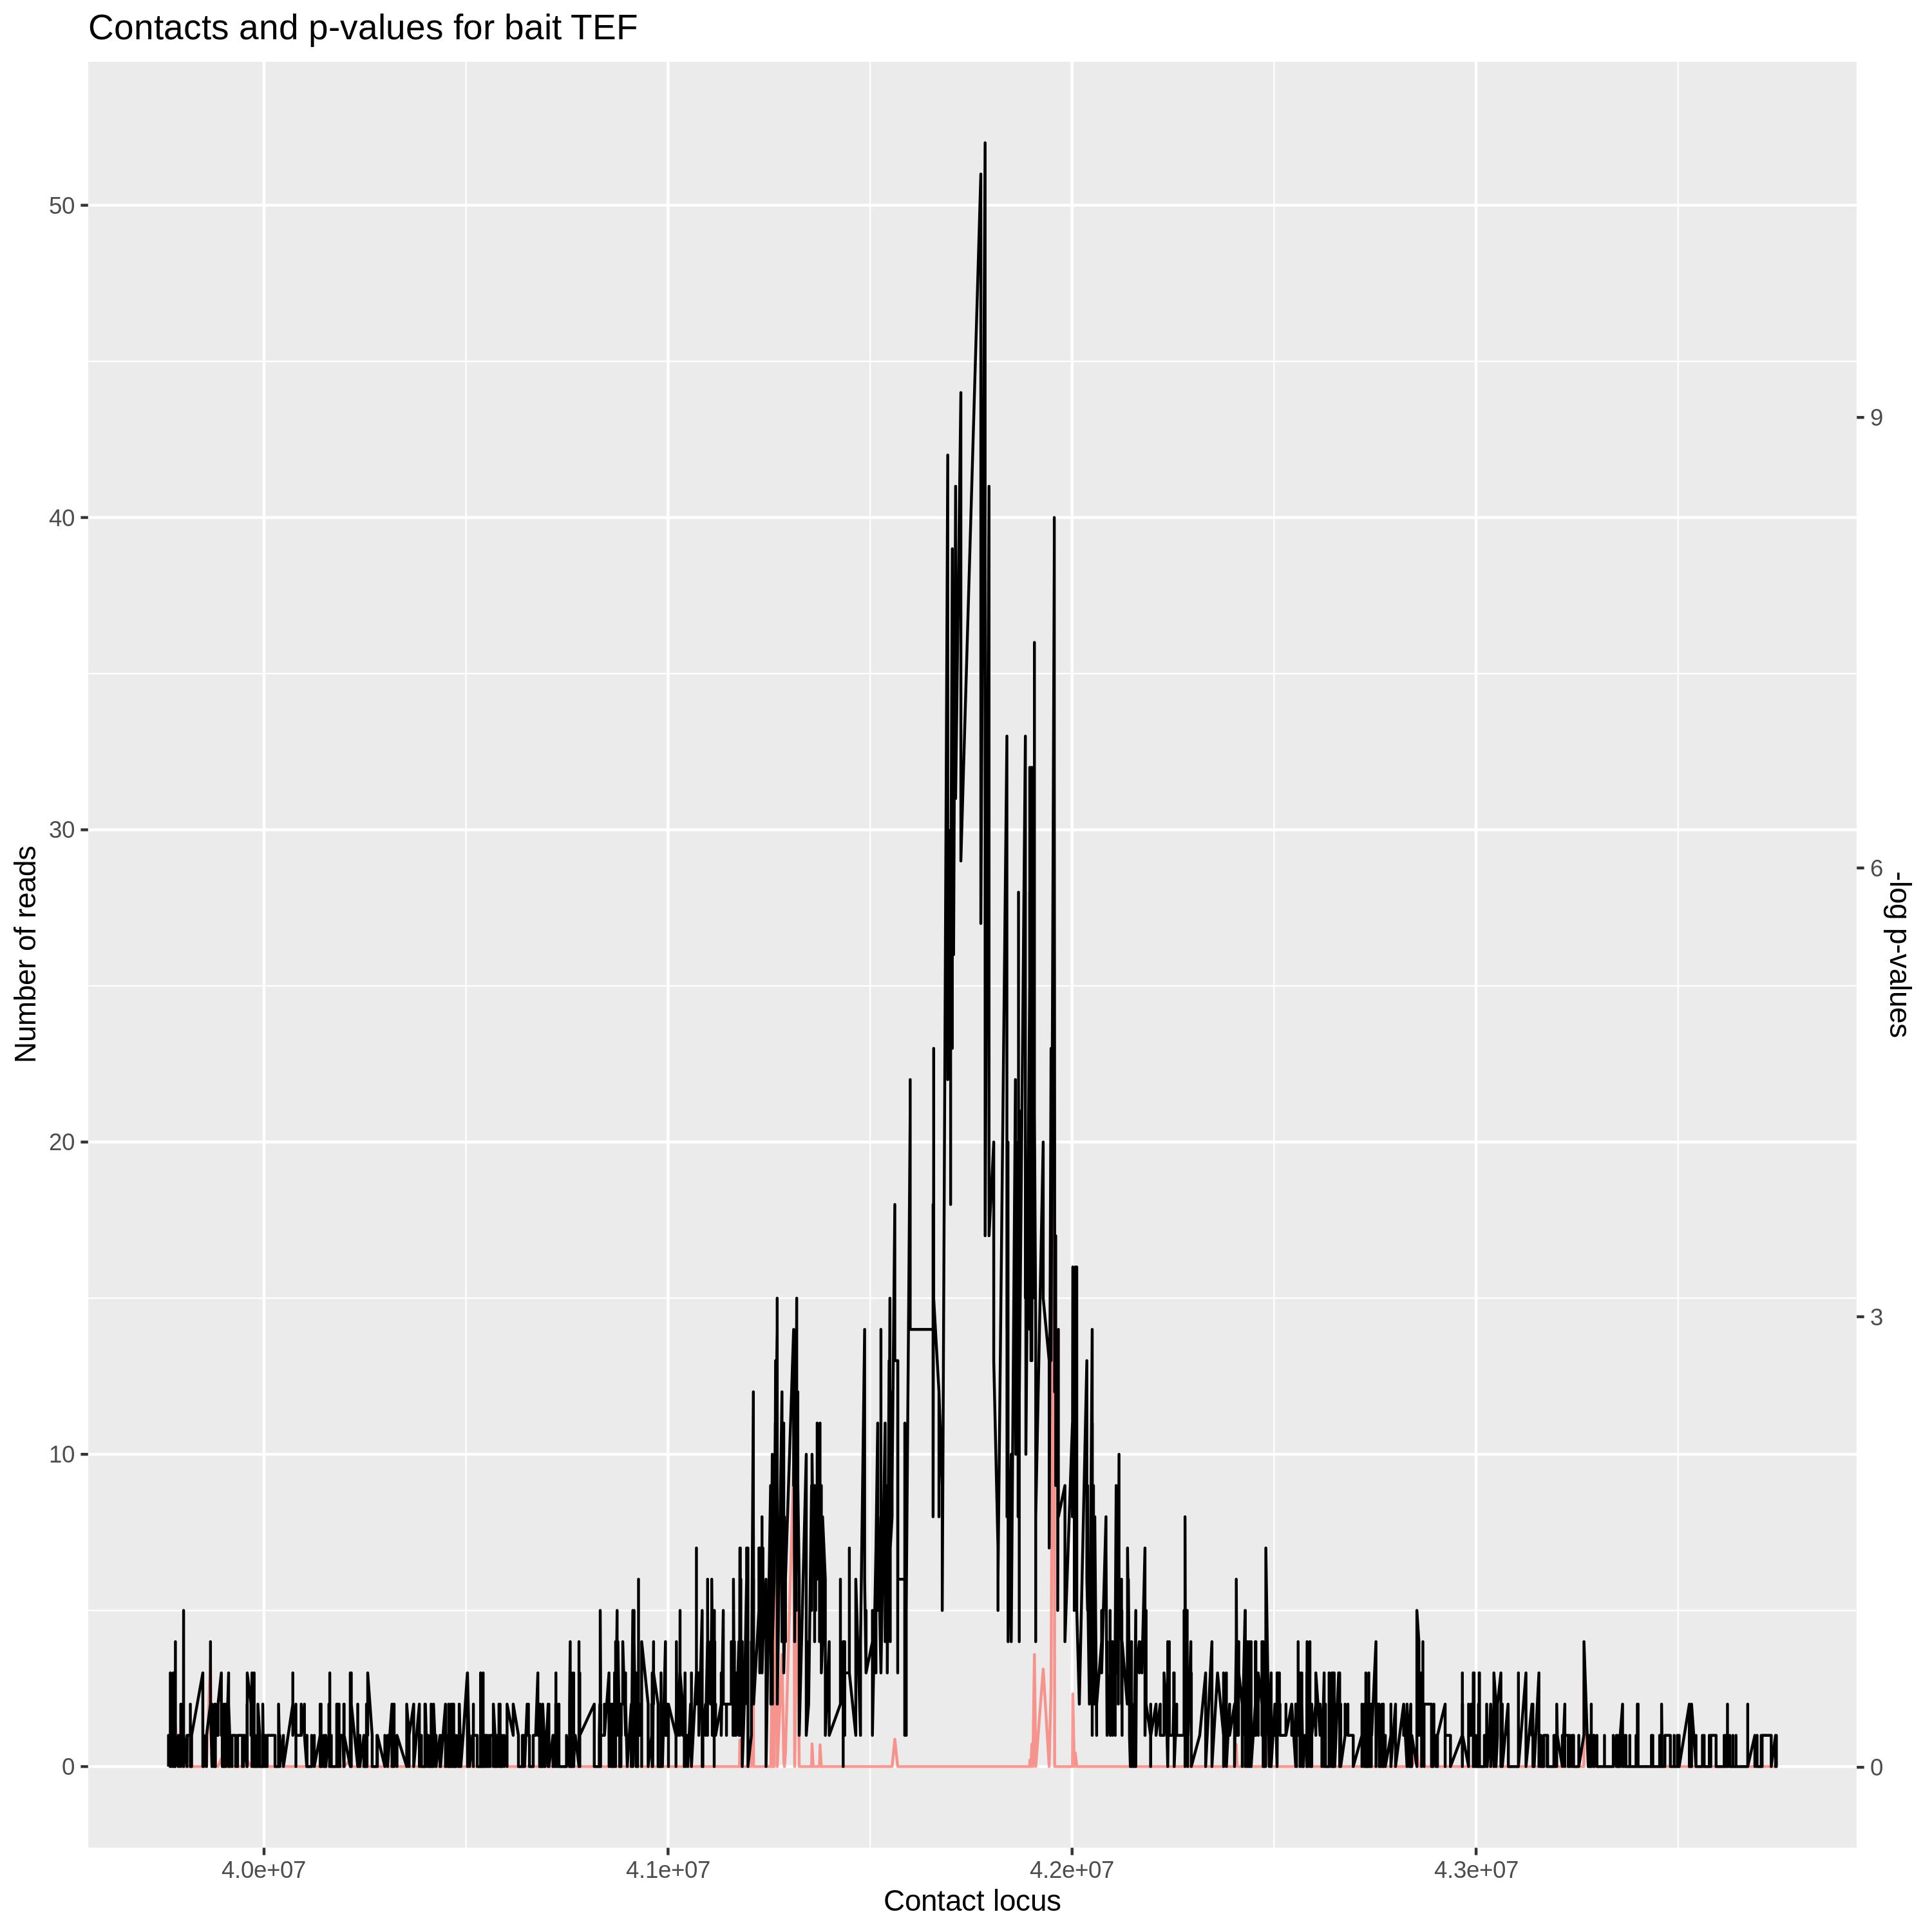 Contacts and p-values for bait TEF
50
40
30
20
10
0
Number of reads
9
6
3
0
-log p-values
4.0e+07 4.1e+07 4.2e+07 4.3e+07
Contact locus